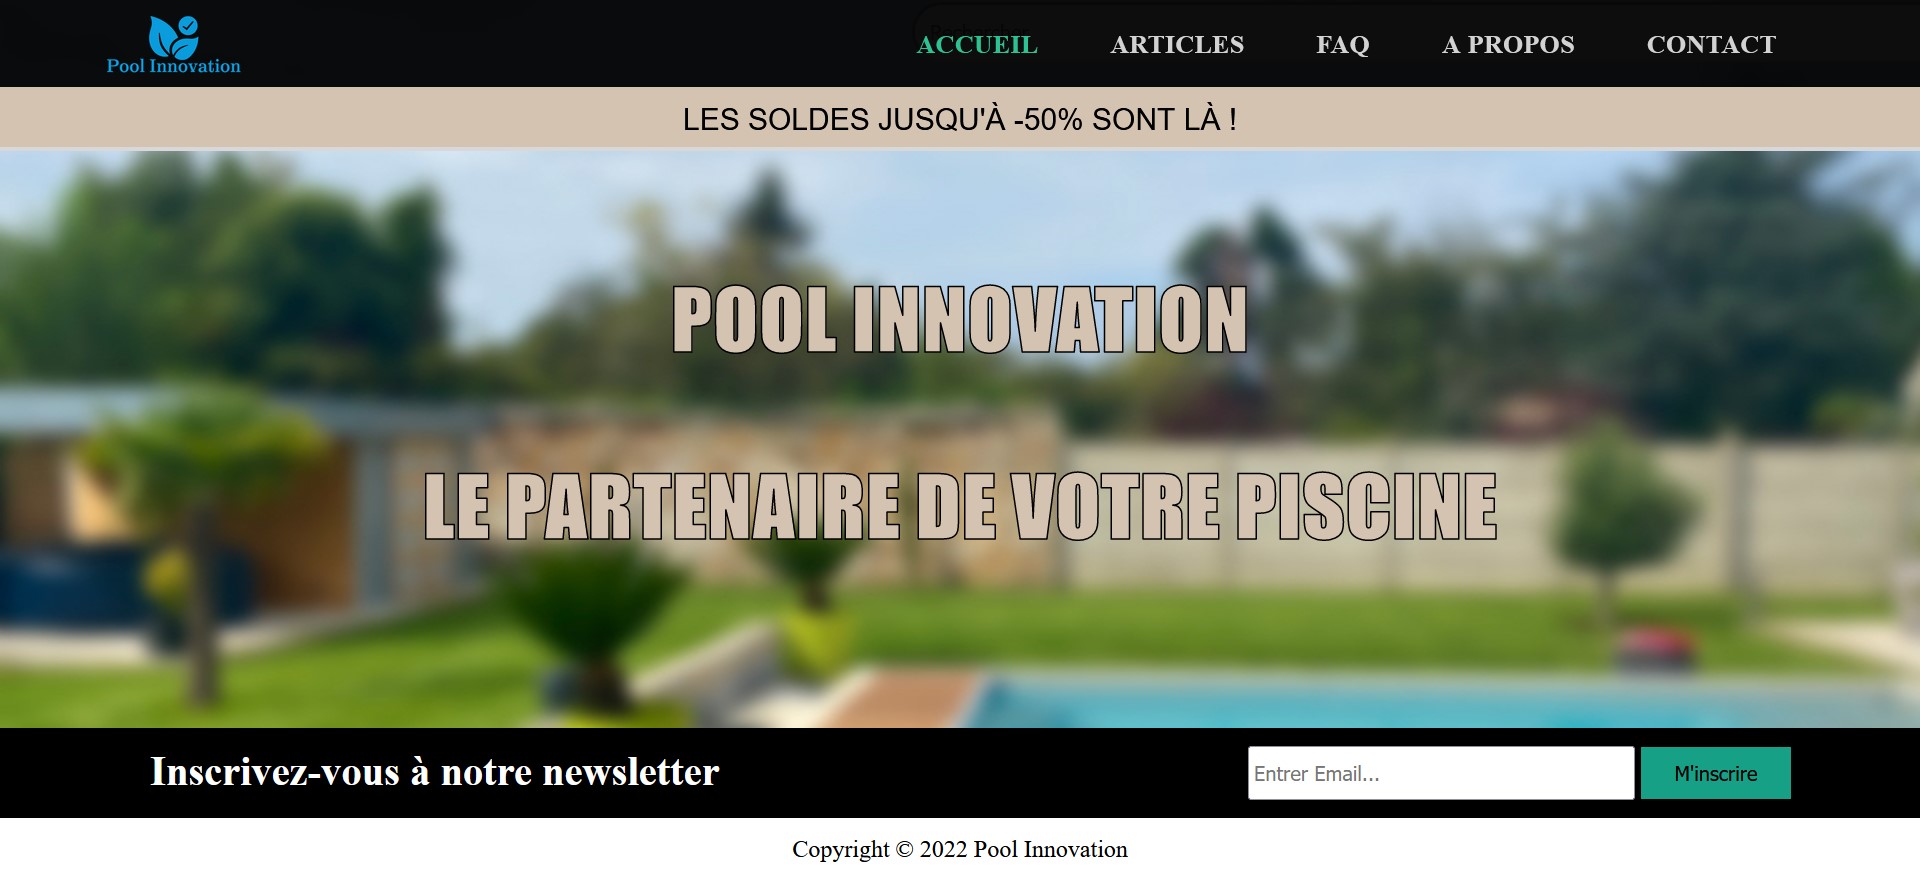 Pool Innovation
ACCUEIL ARTICLES FAQ A PROPOS CONTACT
LES SOLDES JUSQU'À -50% SONT LÀ !
POOL INNOVATION
LE PARTENAIRE DE VOTRE PISCINE
Inscrivez-vous à notre newsletter
Entrer Email... M'inscrire
Copyright © 2022 Pool Innovation